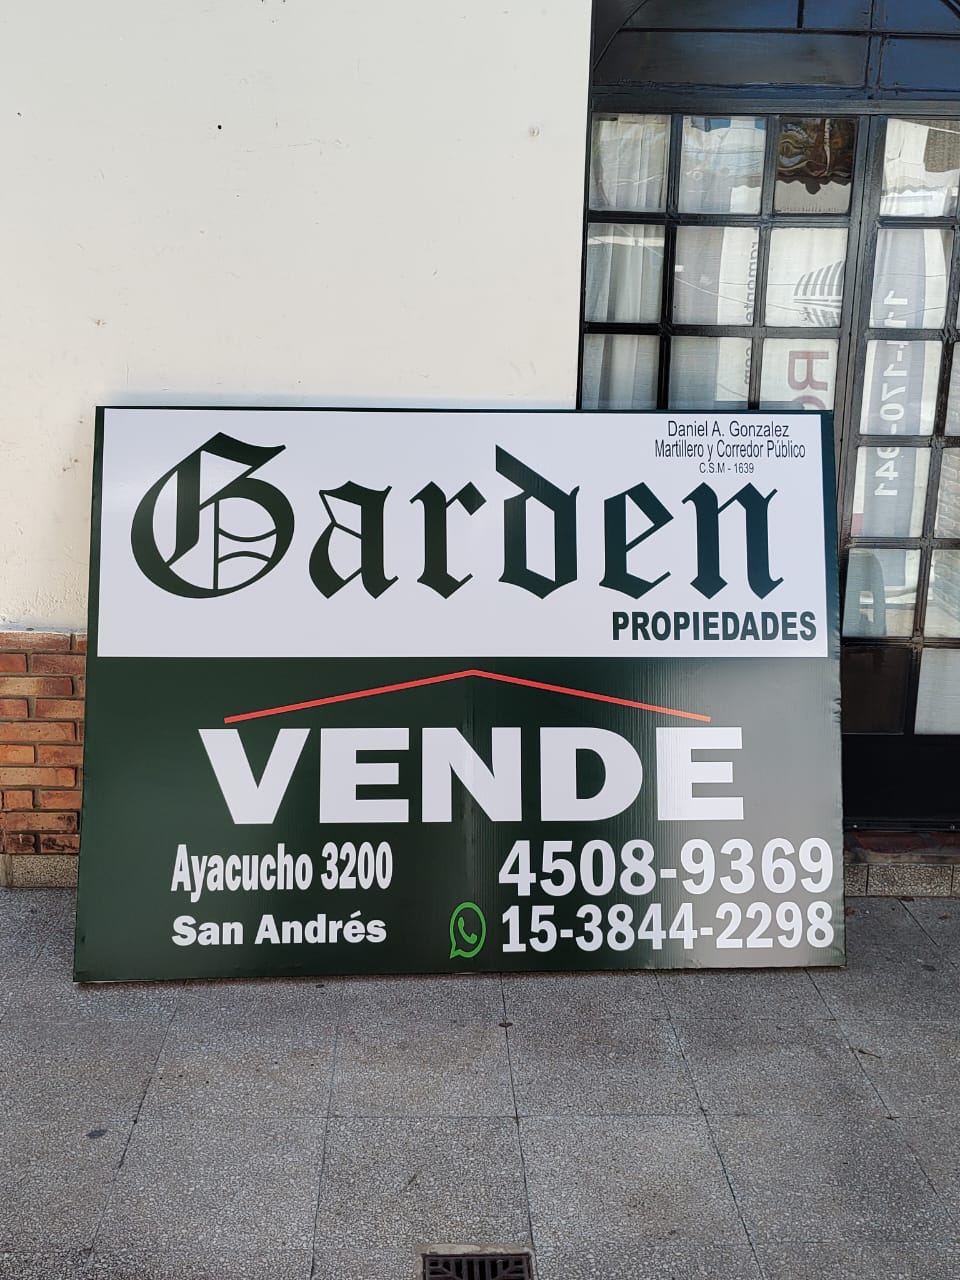 Daniel A. Gonzalez
Martillero y Corredor Público
C.S.M - 1639
Garden
PROPIEDADES
VENDE
Ayacucho 3200
San Andrés
4508-9369
15-3844-2298